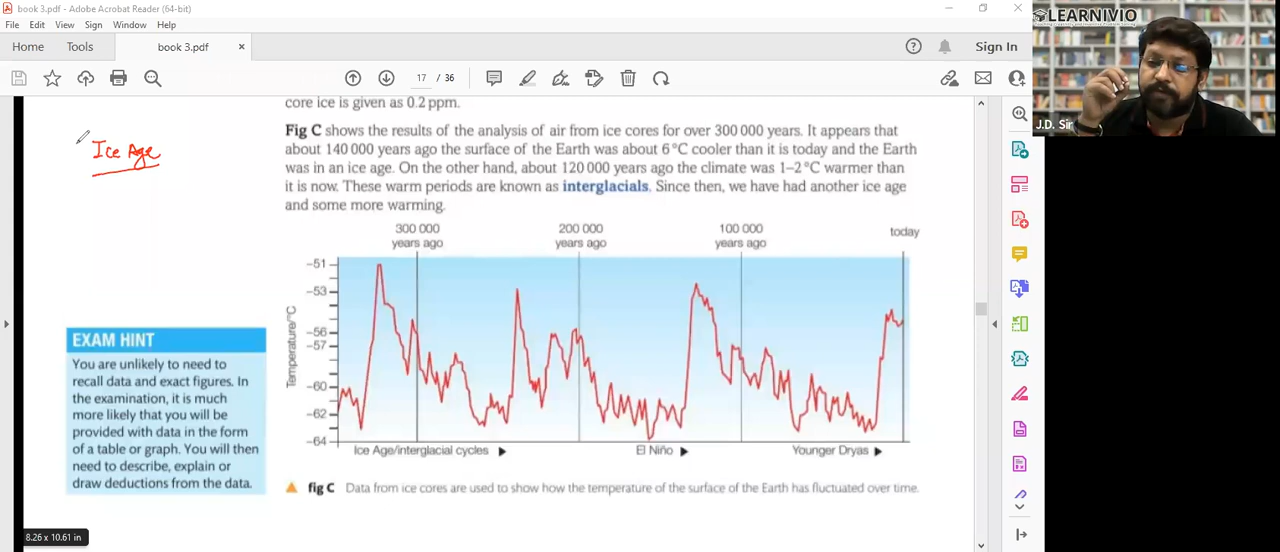 book 3.pdf - Adobe Acrobat Reader (64-bit)
File Edit View Sign Window Help
Home Tools book 3.pdf × Sign In
17 / 36
LEARNIVIO
J.D. Sir
Ice Age
core ice is given as 0.2 ppm.
Fig C shows the results of the analysis of air from ice cores for over 300 000 years. It appears that
about 140 000 years ago the surface of the Earth was about 6 °C cooler than it is today and the Earth
was in an ice age. On the other hand, about 120 000 years ago the climate was 1–2 °C warmer than
it is now. These warm periods are known as interglacials. Since then, we have had another ice age
and some more warming.
300 000 years ago
200 000 years ago
100 000 years ago
today
Temperature/°C
–51
–53
–56
–57
–60
–62
–64
Ice Age/interglacial cycles ▶
El Niño ▶
Younger Dryas ▶
fig C Data from ice cores are used to show how the temperature of the surface of the Earth has fluctuated over time.
EXAM HINT
You are unlikely to need to
recall data and exact figures. In
the examination, it is much
more likely that you will be
provided with data in the form
of a table or graph. You will then
need to describe, explain or
draw deductions from the data.
8.26 x 10.61 in